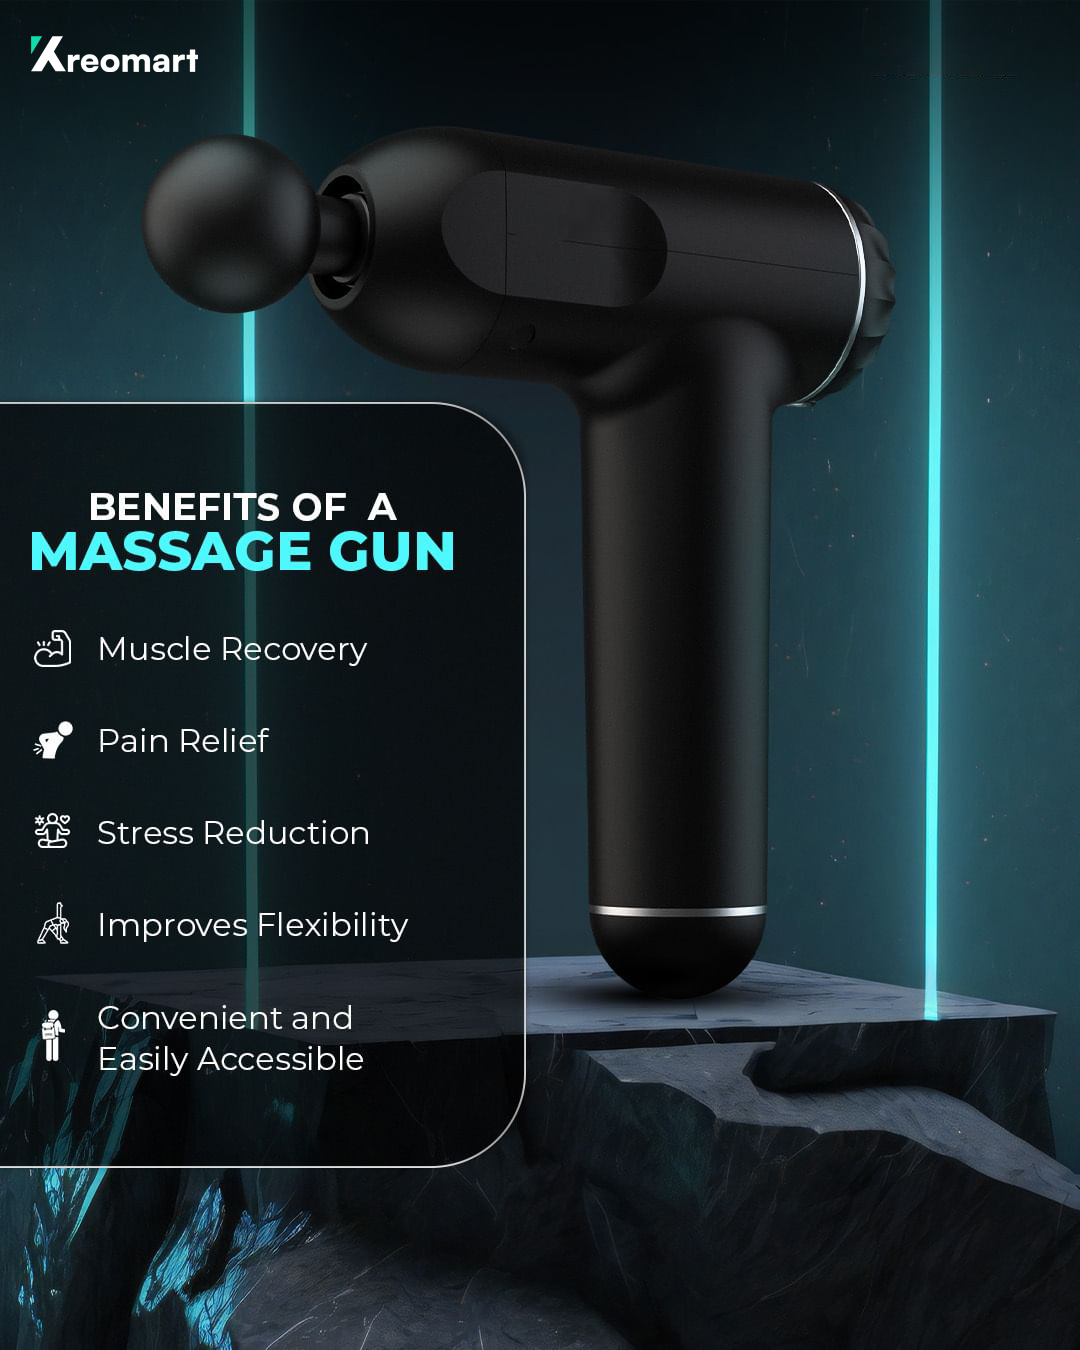 Kreomart
BENEFITS OF A
MASSAGE GUN
Muscle Recovery
Pain Relief
Stress Reduction
Improves Flexibility
Convenient and
Easily Accessible